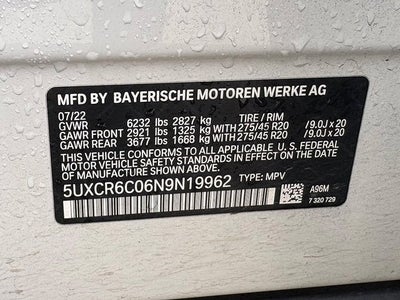 MFD BY BAYERISCHE MOTOREN WERKE AG
07/22 TIRE / RIM
GVWR 6232 lbs 2827 kg
GAWR FRONT 2921 lbs 1325 kg WITH 275/45 R20 /9.0J x 20
GAWR REAR 3677 lbs 1668 kg WITH 275/45 R20 /9.0J x 20
THIS VEHICLE CONFORMS TO ALL APPLICABLE U. S. FEDERAL
MOTOR VEHICLE SAFETY STANDARDS IN EFFECT ON THE DATE OF
MANUFACTURE SHOWN ABOVE.
5UXCR6C06N9N19962 TYPE: MPV A96M
7 320 729